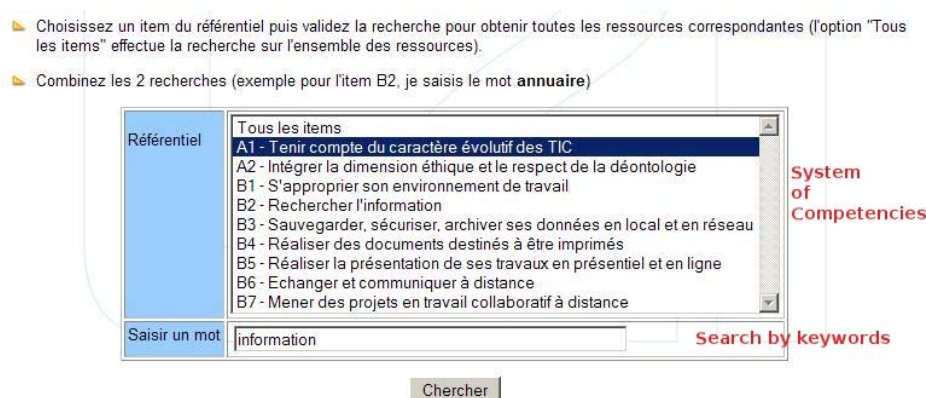 Choisissez un item du référentiel puis validez la recherche pour obtenir toutes les ressources correspondantes (l'option "Tous
les items" effectue la recherche sur l'ensemble des ressources).
Combinez les 2 recherches (exemple pour l'item B2, je saisis le mot annuaire)
Référentiel
Tous les items
A1 - Tenir compte du caractère évolutif des TIC
A2 - Intégrer la dimension éthique et le respect de la déontologie
B1 - S'approprier son environnement de travail
B2 - Rechercher l'information
B3 - Sauvegarder, sécuriser, archiver ses données en local et en réseau
B4 - Réaliser des documents destinés à être imprimés
B5 - Réaliser la présentation de ses travaux en présentiel et en ligne
B6 - Echanger et communiquer à distance
B7 - Mener des projets en travail collaboratif à distance
System
of
Competencies
Saisir un mot
information
Search by keywords
Chercher